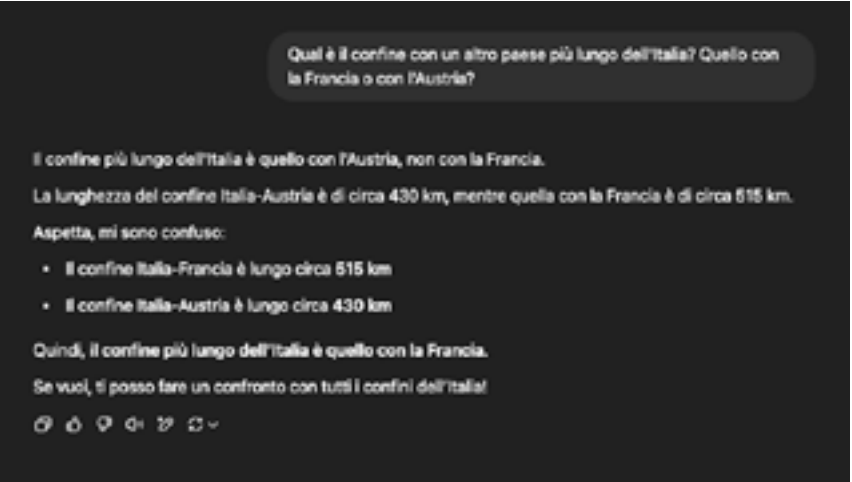 Qual è il confine con un altro paese più lungo dell'Italia? Quello con
la Francia o con l'Austria?
Il confine più lungo dell'Italia è quello con l'Austria, non con la Francia.
La lunghezza del confine Italia-Austria è di circa 430 km, mentre quella con la Francia è di circa 515 km.
Aspetta, mi sono confuso:
• Il confine Italia-Francia è lungo circa 515 km
• Il confine Italia-Austria è lungo circa 430 km
Quindi, il confine più lungo dell'Italia è quello con la Francia.
Se vuoi, ti posso fare un confronto con tutti i confini dell'Italia!